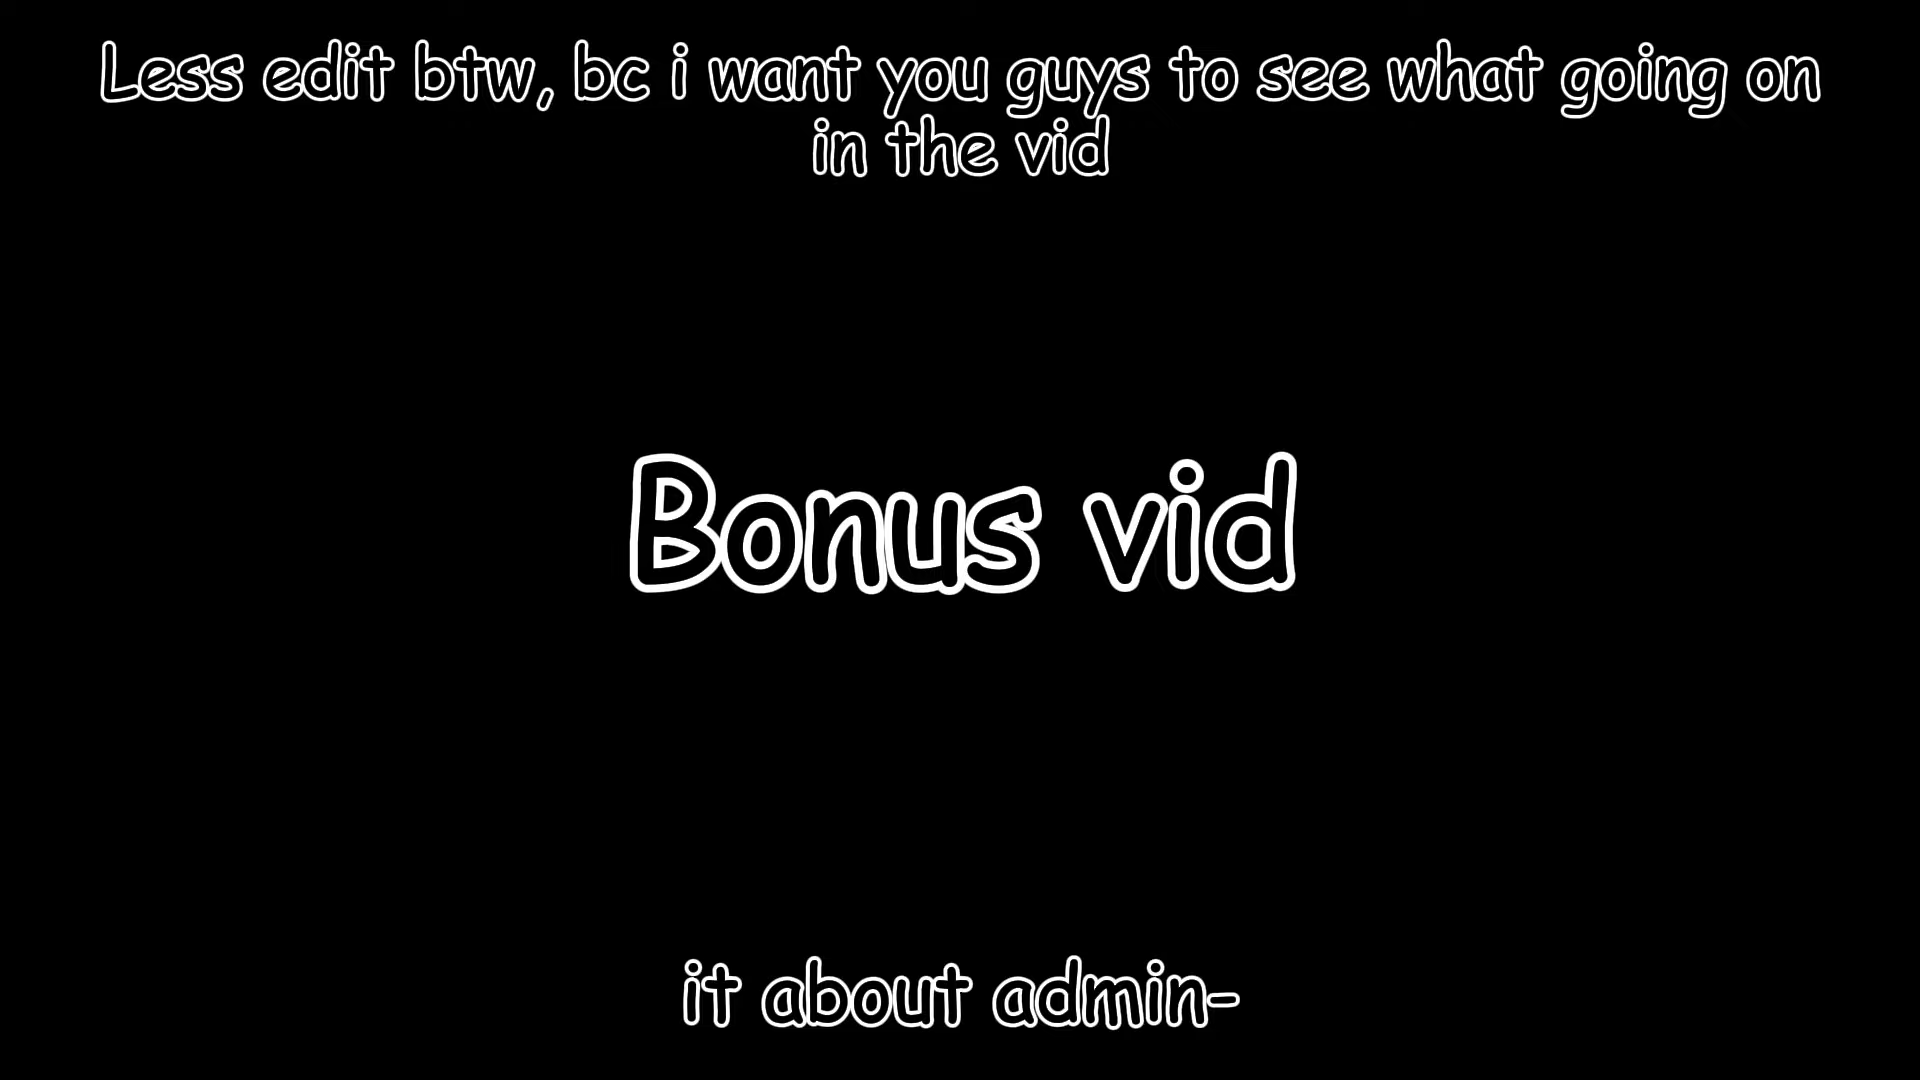 Less edit btw, bc i want you guys to see what going on
in the vid
Bonus vid
it about admin-